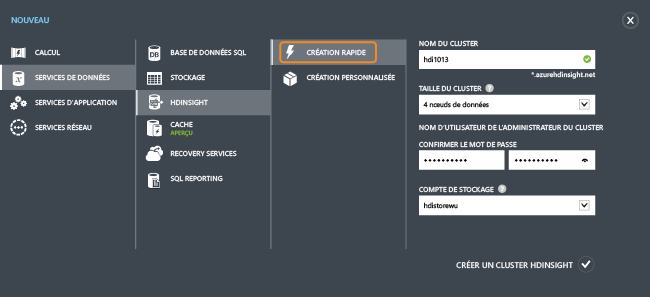 NOUVEAU
CALCUL
SERVICES DE DONNÉES
SERVICES D'APPLICATION
SERVICES RÉSEAU
BASE DE DONNÉES SQL
STOCKAGE
HDINSIGHT
CACHE
APERÇU
RECOVERY SERVICES
SQL REPORTING
CRÉATION RAPIDE
CRÉATION PERSONNALISÉE
NOM DU CLUSTER
hdi1013
*.azurehdinsight.net
TAILLE DU CLUSTER ?
4 nœuds de données
NOM D'UTILISATEUR DE L'ADMINISTRATEUR DU CLUSTER
CONFIRMER LE MOT DE PASSE
COMPTE DE STOCKAGE ?
hdistorewu
CRÉER UN CLUSTER HDINSIGHT